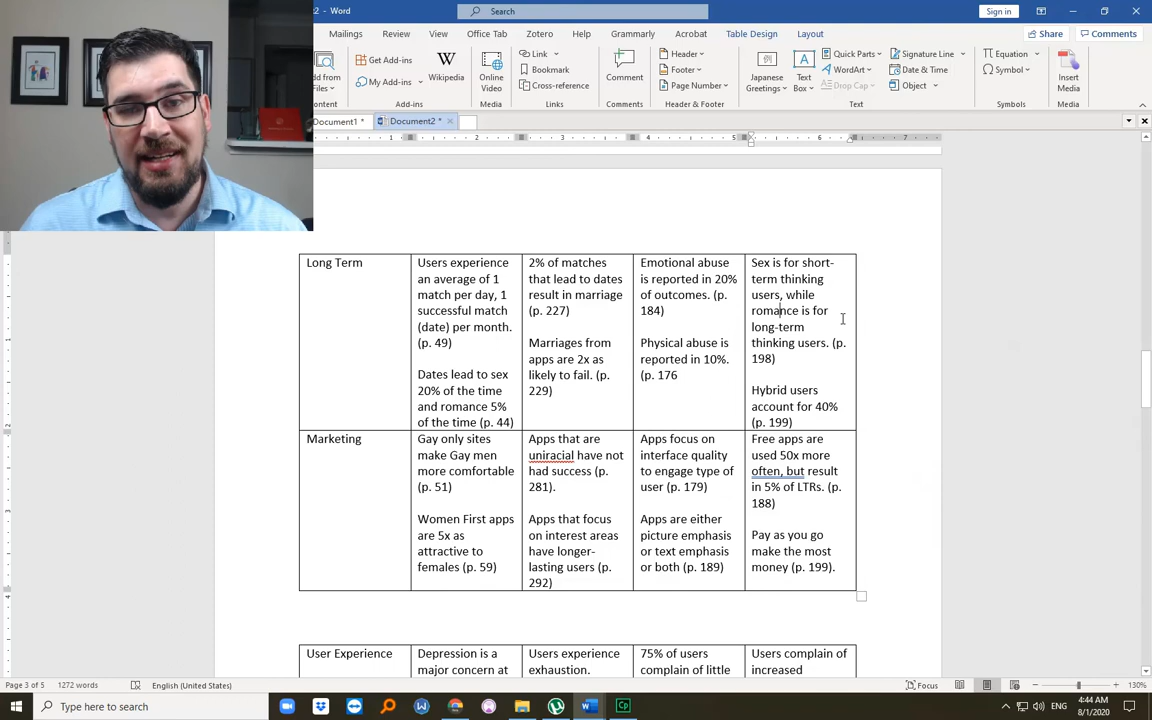 2 - Word
Search
Sign in
Mailings Review View Office Tab Zotero Help Grammarly Acrobat Table Design Layout
Share Comments
Get Add-ins
My Add-ins
Add-ins
Wikipedia
Online
Video
Media
Link
Bookmark
Cross-reference
Links
Comment
Comments
Header
Footer
Page Number
Header & Footer
Japanese
Greetings
Text
Box
Quick Parts
WordArt
Drop Cap
Signature Line
Date & Time
Object
Text
Equation
Symbol
Symbols
Insert
Media
Media
Document1 *
Document2 *
1 2 3 4 5 6 7
Long Term
Users experience
an average of 1
match per day, 1
successful match
(date) per month.
(p. 49)
Dates lead to sex
20% of the time
and romance 5%
of the time (p. 44)
2% of matches
that lead to dates
result in marriage
(p. 227)
Marriages from
apps are 2x as
likely to fail. (p.
229)
Emotional abuse
is reported in 20%
of outcomes. (p.
184)
Physical abuse is
reported in 10%.
(p. 176
Sex is for short-
term thinking
users, while
romance is for
long-term
thinking users. (p.
198)
Hybrid users
account for 40%
(p. 199)
Marketing
Gay only sites
make Gay men
more comfortable
(p. 51)
Women First apps
are 5x as
attractive to
females (p. 59)
Apps that are
uniracial have not
had success (p.
281).
Apps that focus
on interest areas
have longer-
lasting users (p.
292)
Apps focus on
interface quality
to engage type of
user (p. 179)
Apps are either
picture emphasis
or text emphasis
or both (p. 189)
Free apps are
used 50x more
often, but result
in 5% of LTRs. (p.
188)
Pay as you go
make the most
money (p. 199).
User Experience
Depression is a
major concern at
Users experience
exhaustion.
75% of users
complain of little
Users complain of
increased
Page 3 of 5 1272 words English (United States)
Focus
130%
Type here to search
ENG
4:44 AM
8/1/2020